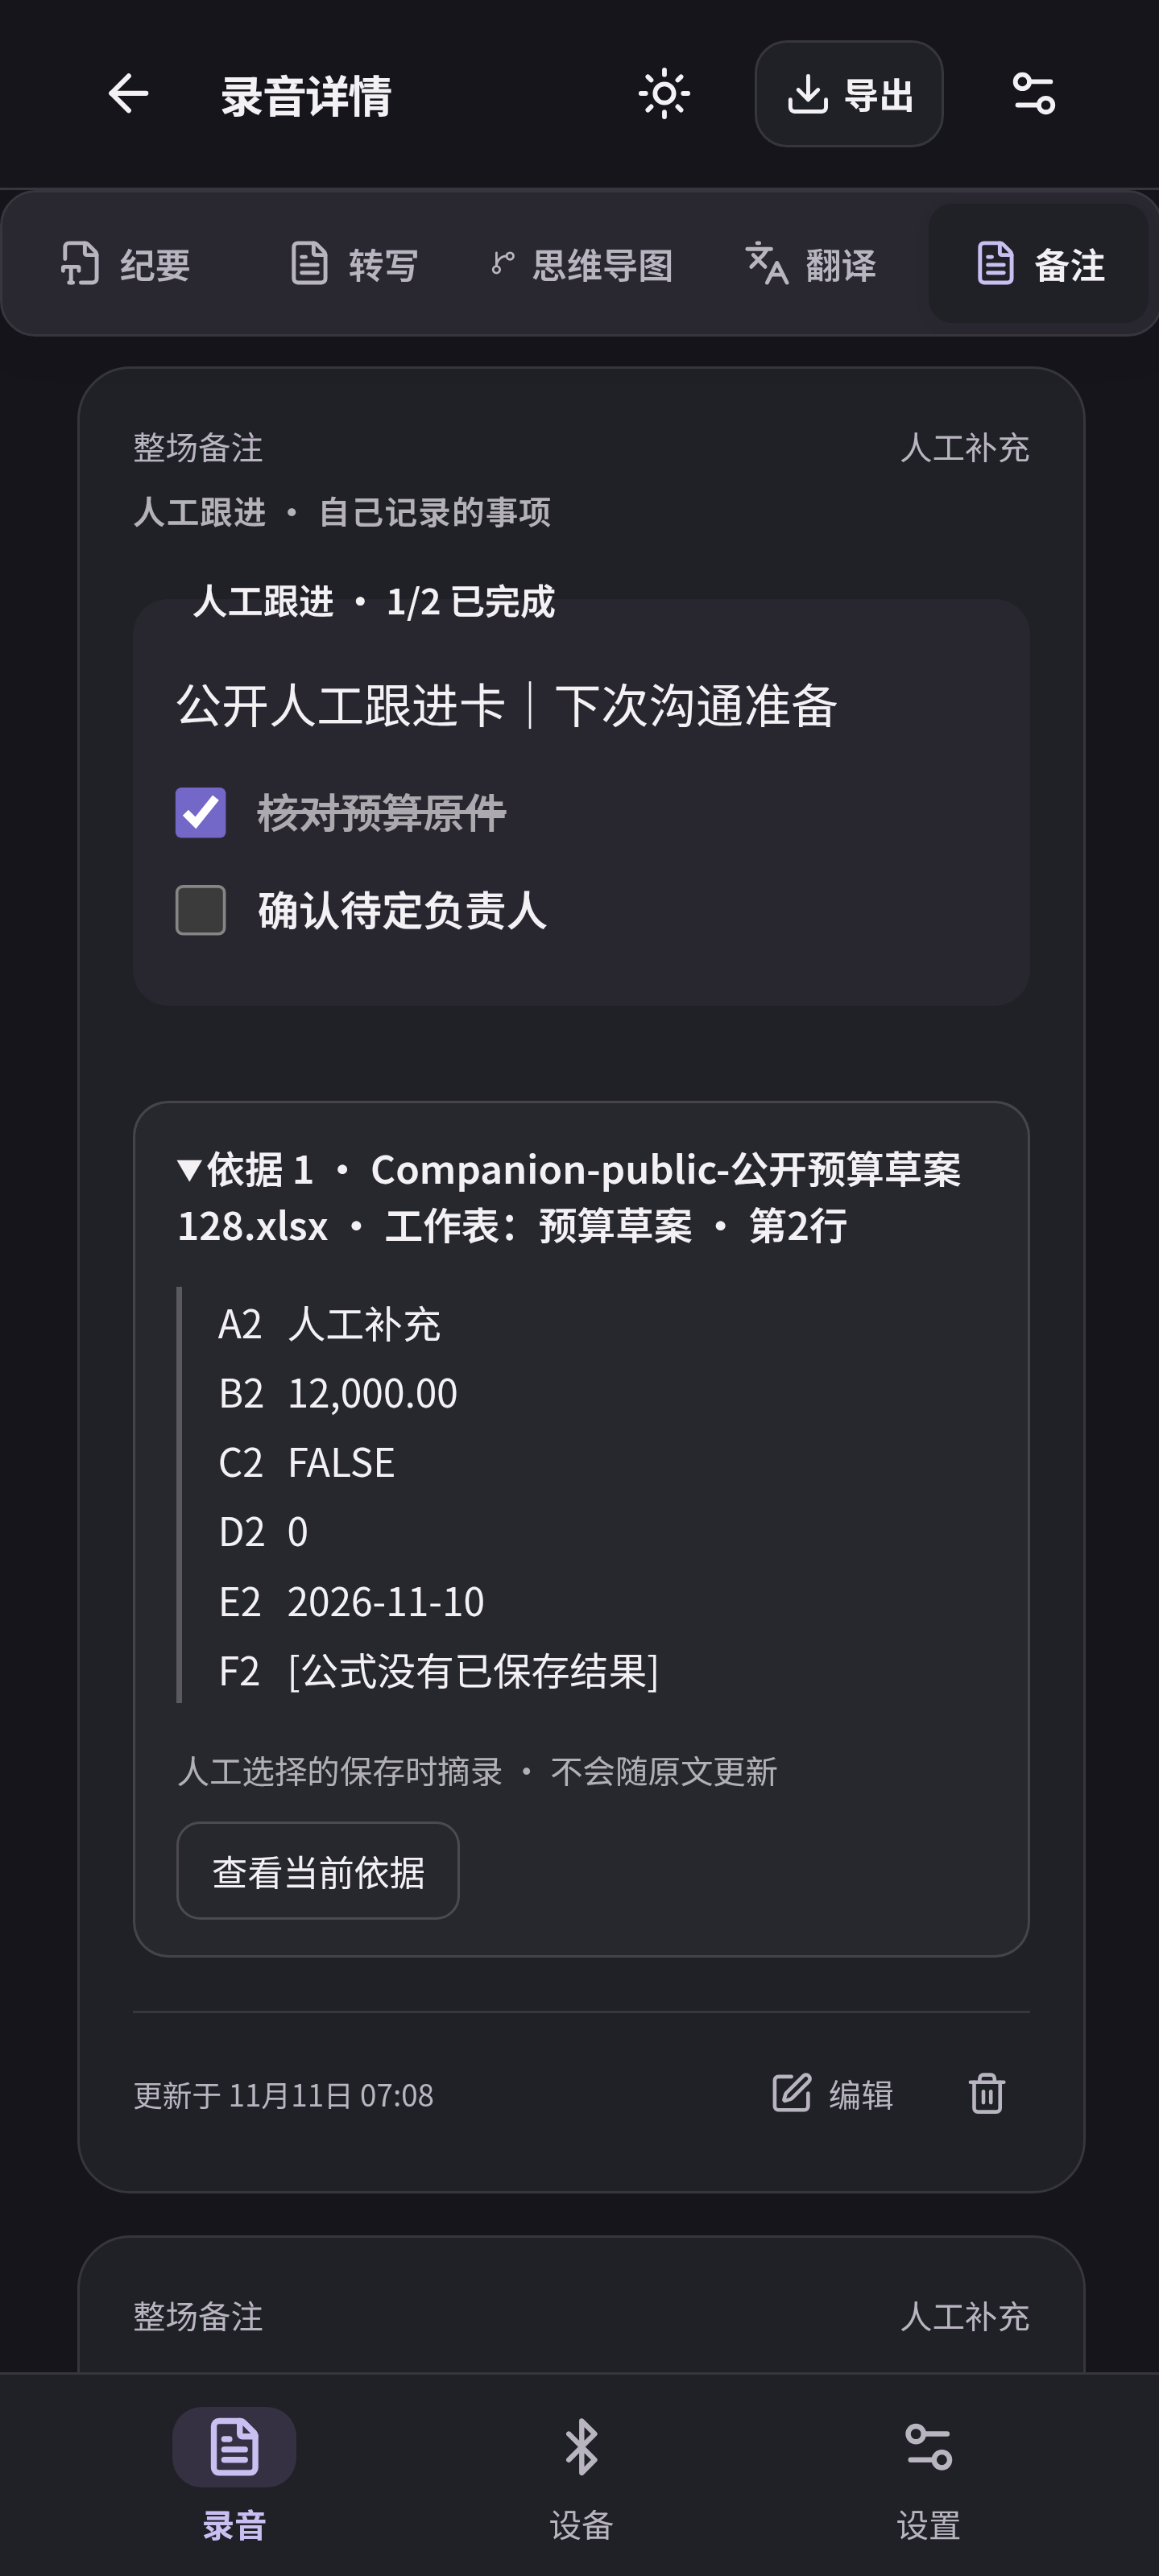 录音详情
导出
纪要
转写
思维导图
翻译
备注
整场备注
人工补充
人工跟进 · 自己记录的事项
人工跟进 · 1/2 已完成
公开人工跟进卡｜下次沟通准备
核对预算原件
确认待定负责人
▼依据 1 · Companion-public-公开预算草案
128.xlsx · 工作表：预算草案 · 第2行
A2 人工补充
B2 12,000.00
C2 FALSE
D2 0
E2 2026-11-10
F2 [公式没有已保存结果]
人工选择的保存时摘录 · 不会随原文更新
查看当前依据
更新于 11月11日 07:08
编辑
整场备注
人工补充
录音
设备
设置